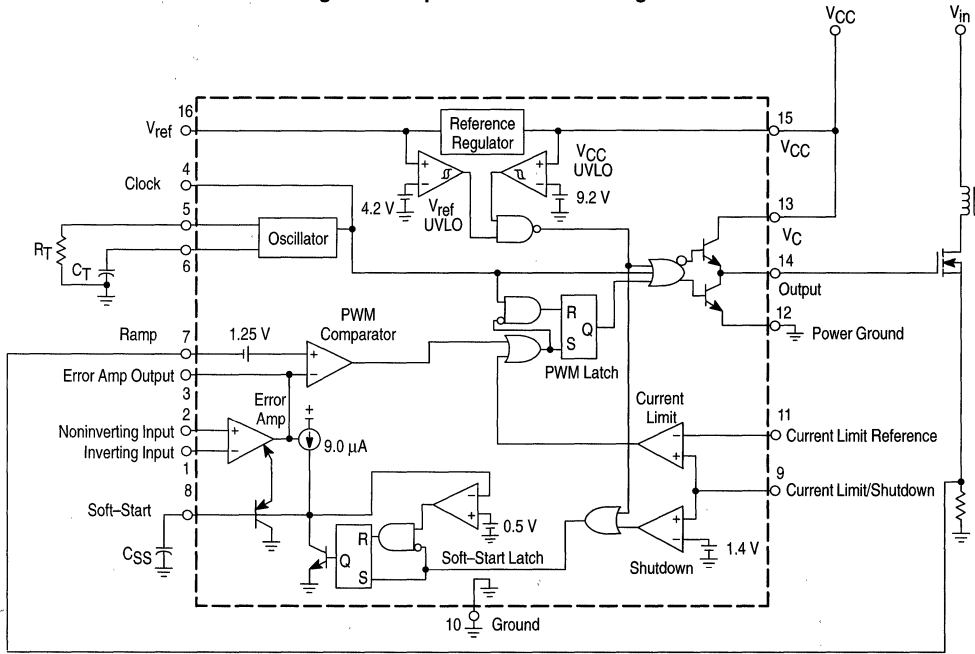 VCC
Vin
16
Vref
Reference
Regulator
15
VCC
VCC
UVLO
4
Clock
4.2 V
Vref
UVLO
9.2 V
13
VC
5
Oscillator
RT
CT
6
14
Output
12
Power Ground
R
Q
S
PWM Latch
PWM
Comparator
Ramp
7
1.25 V
Error Amp Output
3
Error
Amp
Current
Limit
2
Noninverting Input
Inverting Input
9.0 µA
11
Current Limit Reference
1
9
Current Limit/Shutdown
8
Soft–Start
0.5 V
CSS
R
Q
S
Soft–Start Latch
1.4 V
Shutdown
10
Ground
+
−
+
−
+
−
+
+
−
−
+
−
+
+
−